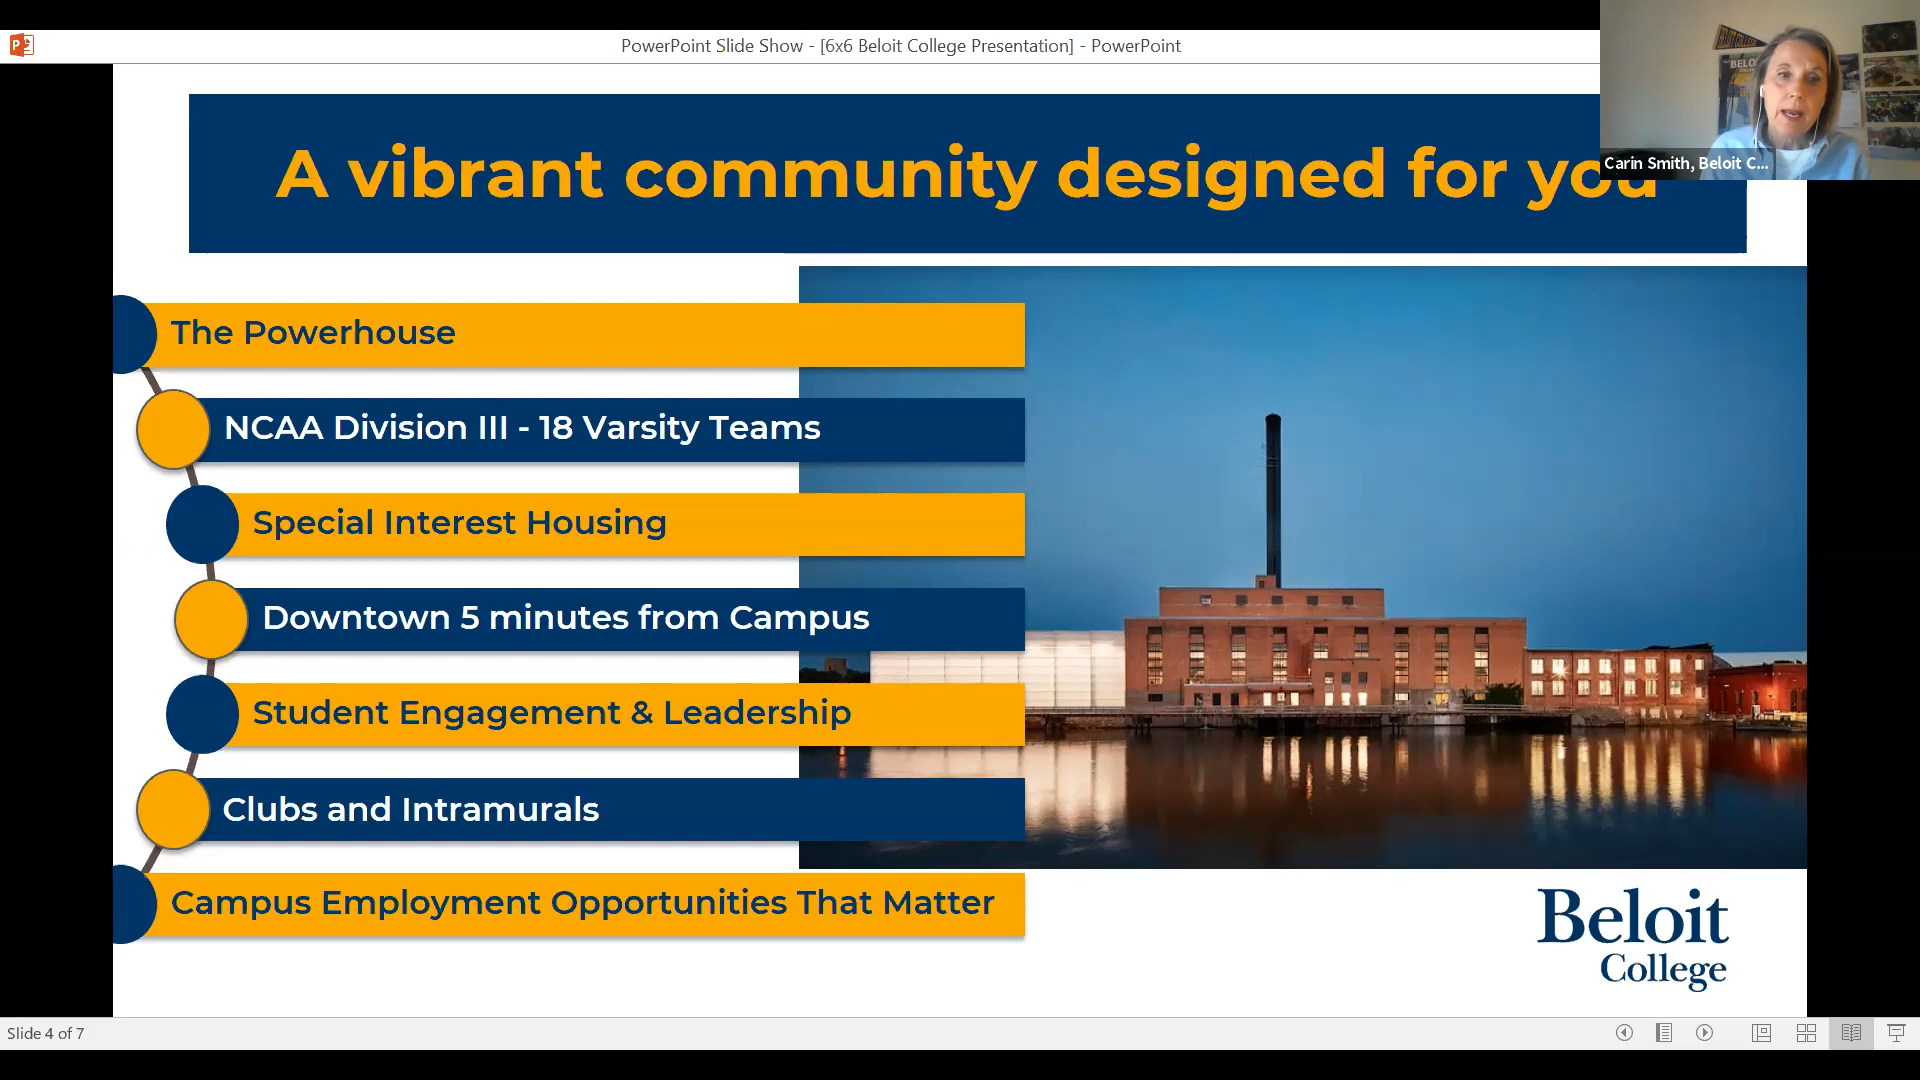 PowerPoint Slide Show - [6x6 Beloit College Presentation] - PowerPoint
A vibrant community designed for you
Carin Smith, Beloit C...
The Powerhouse
NCAA Division III - 18 Varsity Teams
Special Interest Housing
Downtown 5 minutes from Campus
Student Engagement & Leadership
Clubs and Intramurals
Campus Employment Opportunities That Matter
Beloit
College
Slide 4 of 7